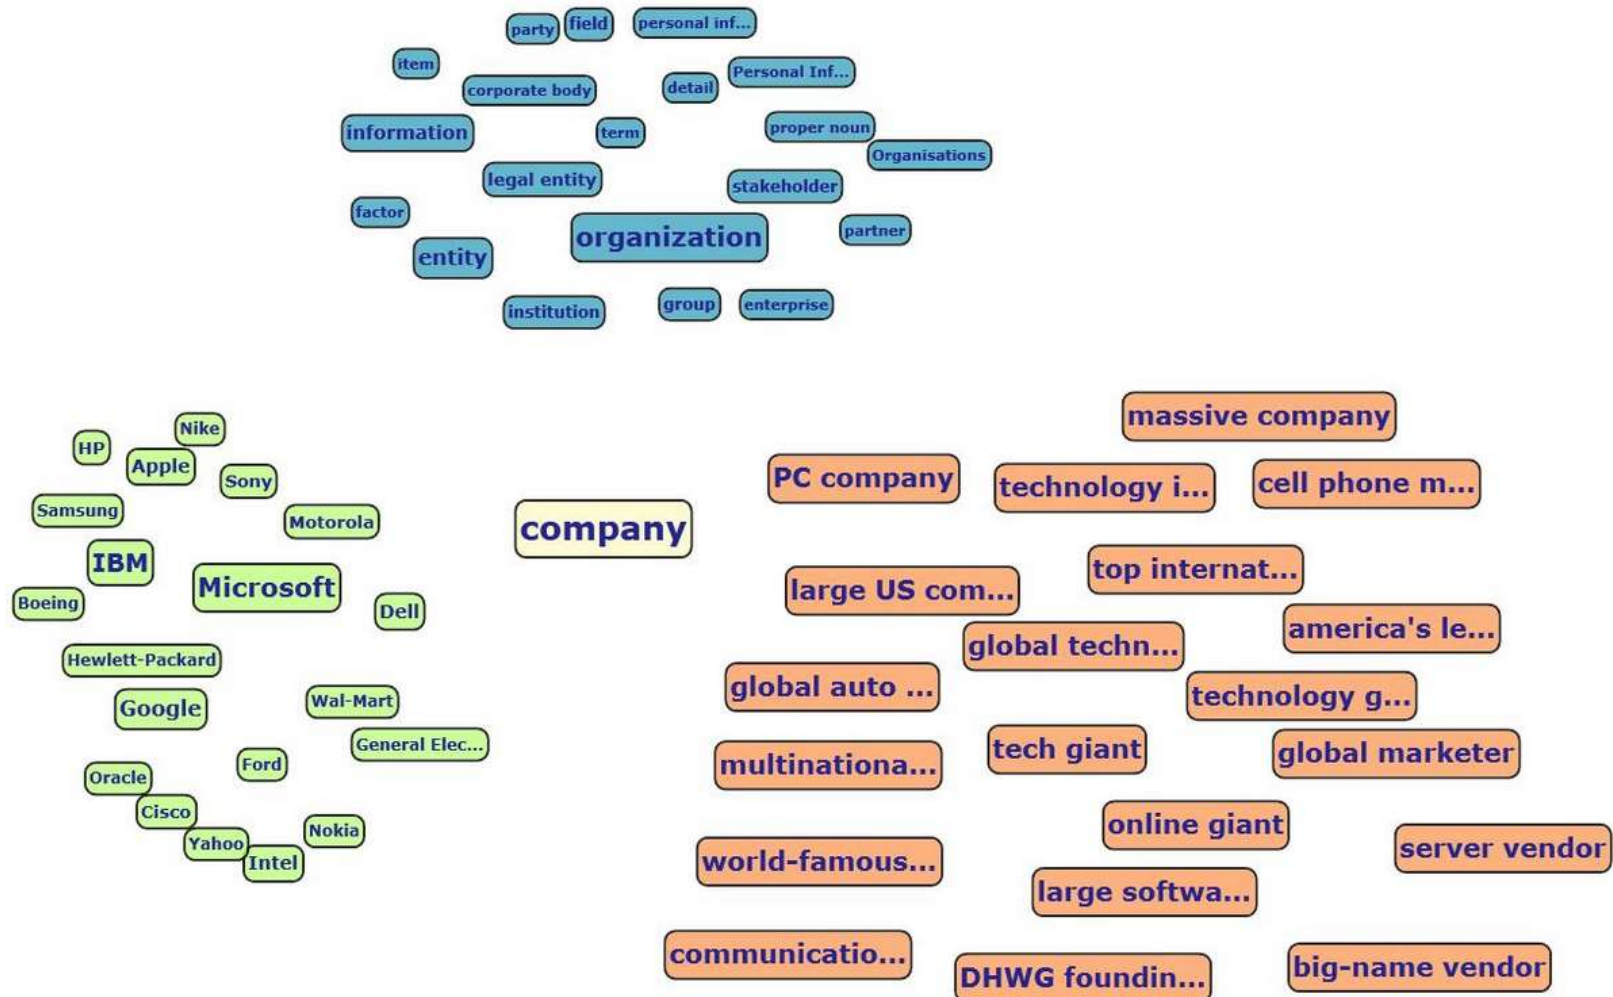 party
field
personal inf...
item
corporate body
detail
Personal Inf...
information
term
proper noun
Organisations
legal entity
stakeholder
factor
organization
partner
entity
institution
group
enterprise
HP
Nike
Apple
Sony
Samsung
Motorola
IBM
Microsoft
Boeing
Dell
Hewlett-Packard
Google
Wal-Mart
General Elec...
Ford
Oracle
Cisco
Yahoo
Nokia
Intel
company
massive company
PC company
technology i...
cell phone m...
large US com...
top internat...
america's le...
global techn...
global auto ...
technology g...
multinationa...
tech giant
global marketer
online giant
server vendor
world-famous...
large softwa...
communicatio...
DHWG foundin...
big-name vendor